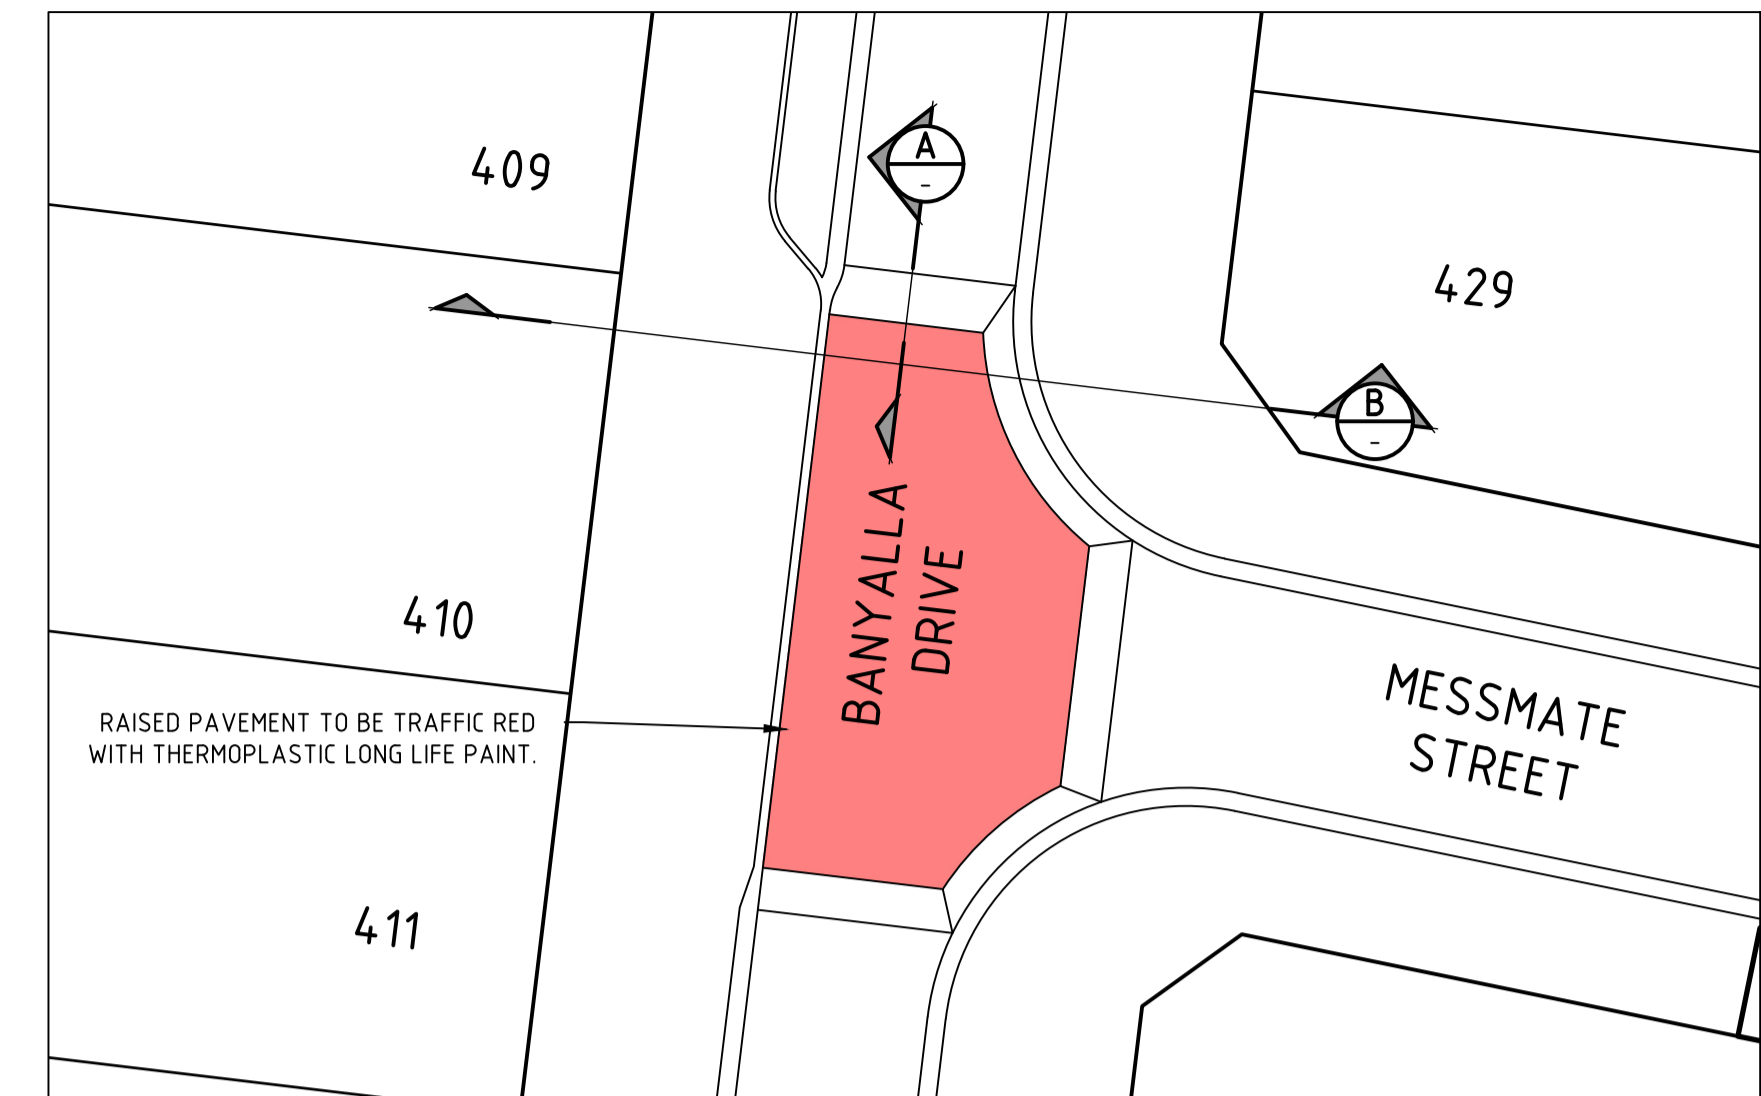 409
A
-
429
B
-
410
RAISED PAVEMENT TO BE TRAFFIC RED
WITH THERMOPLASTIC LONG LIFE PAINT.
BANYALLA
DRIVE
MESSMATE
STREET
411